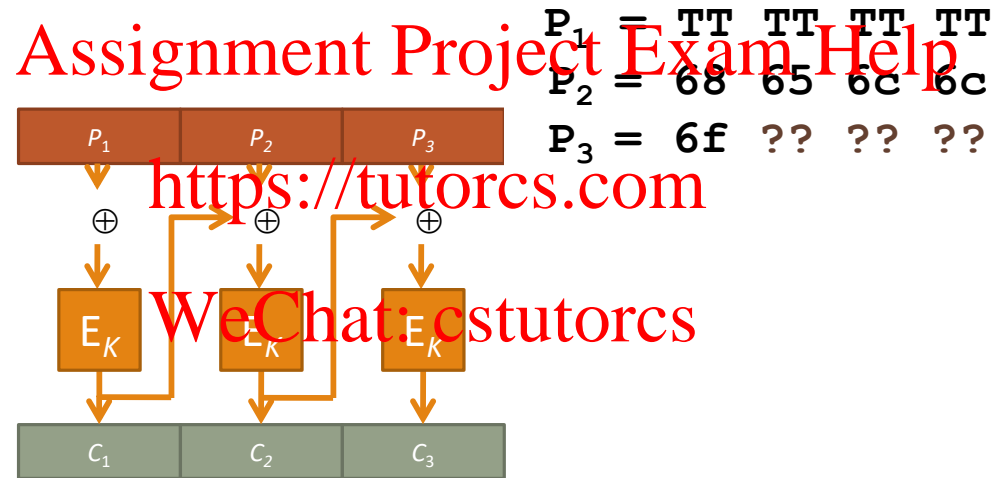 P1 = TT TT TT TT
Assignment Project Exam Help
P2 = 68 65 6c 6c
P3 = 6f ?? ?? ??
P1 P2 P3
https://tutorcs.com
⊕ ⊕ ⊕
EK EK EK
WeChat: cstutorcs
C1 C2 C3